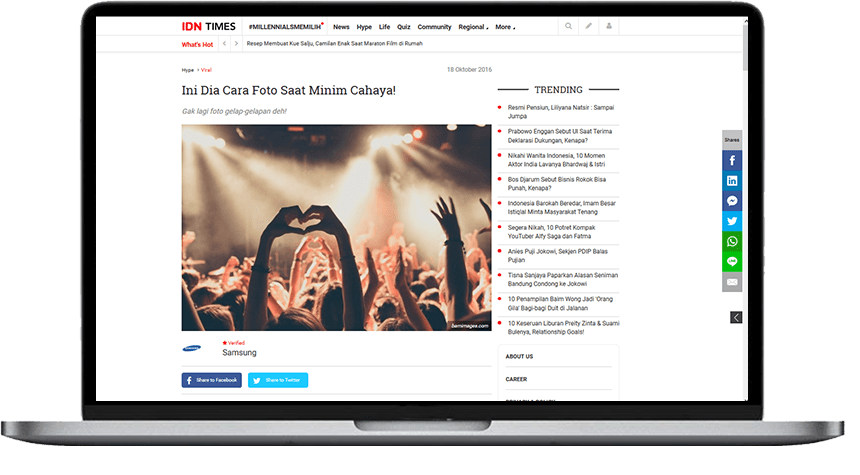 IDN TIMES
#MILLENNIALSMEMILIH
News Hype Life Quiz Community Regional More
What's Hot
Resep Membuat Kue Salju, Camilan Enak Saat Maraton Film di Rumah
Hype Viral
18 Oktober 2016
Ini Dia Cara Foto Saat Minim Cahaya!
Gak lagi foto gelap-gelapan deh!
bamimages.com
SAMSUNG
Verified
Samsung
Share to Facebook
Share to Twitter
TRENDING
Resmi Pensiun, Liliyana Natsir : Sampai
Jumpa
Prabowo Enggan Sebut UI Saat Terima
Deklarasi Dukungan, Kenapa?
Nikahi Wanita Indonesia, 10 Momen
Aktor India Lavanya Bhardwaj & Istri
Bos Djarum Sebut Bisnis Rokok Bisa
Punah, Kenapa?
Indonesia Barokah Beredar, Imam Besar
Istiqlal Minta Masyarakat Tenang
Segera Nikah, 10 Potret Kompak
YouTuber Alfy Saga dan Fatma
Anies Puji Jokowi, Sekjen PDIP Balas
Pujian
Tisna Sanjaya Paparkan Alasan Seniman
Bandung Condong ke Jokowi
10 Penampilan Baim Wong Jadi 'Orang
Gila' Bagi-bagi Duit di Jalanan
10 Keseruan Liburan Preity Zinta & Suami
Bulenya, Relationship Goals!
ABOUT US
CAREER
Shares